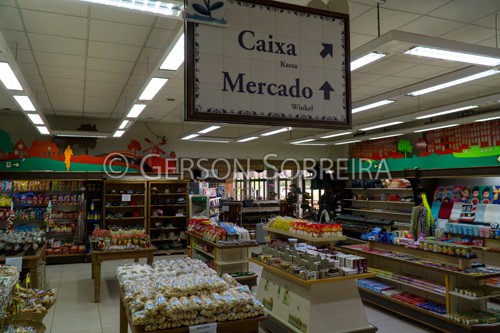 Caixa
Kassa
Mercado
Winkel
© GERSON SOBREIRA